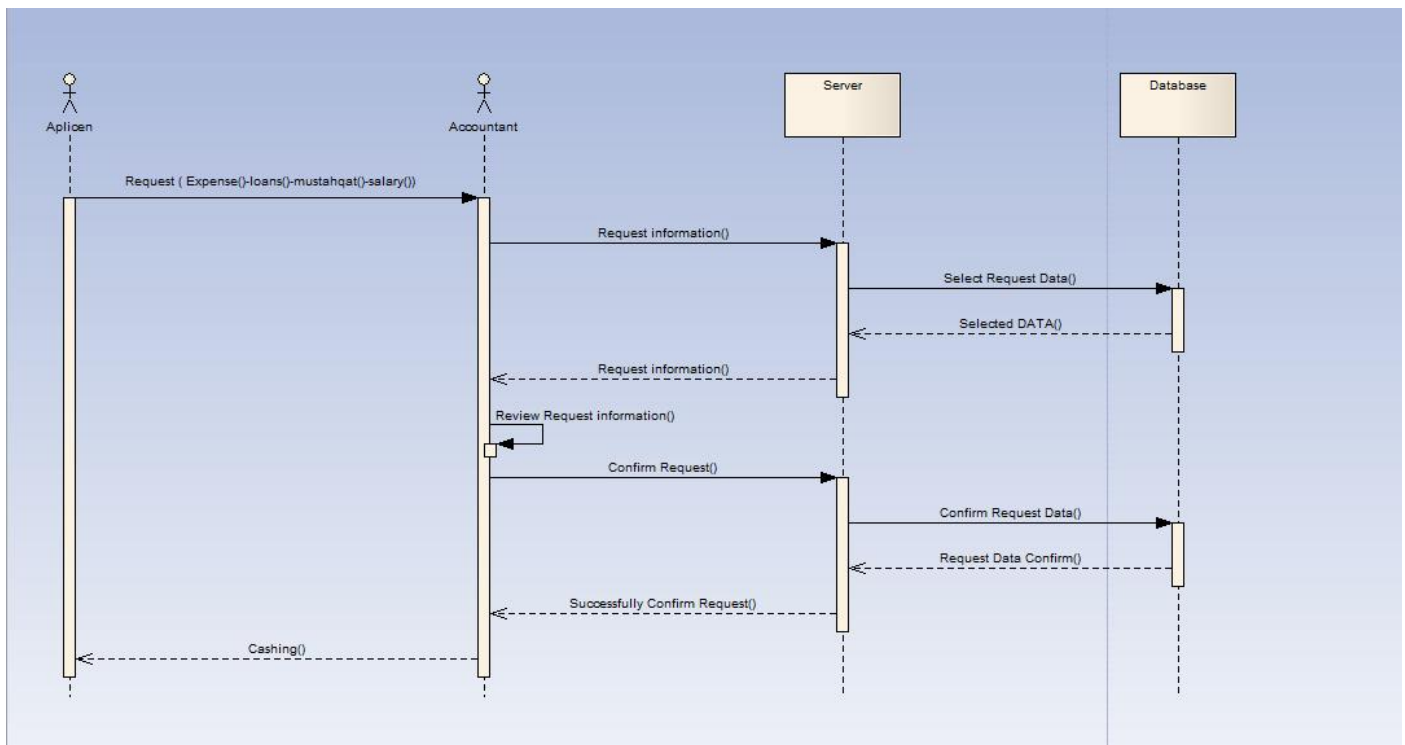 Server
Database
Aplicen
Accountant
Request ( Expense()-loans()-mustahqat()-salary())
Request information()
Select Request Data()
Selected DATA()
Request information()
Review Request information()
Confirm Request()
Confirm Request Data()
Request Data Confirm()
Successfully Confirm Request()
Cashing()